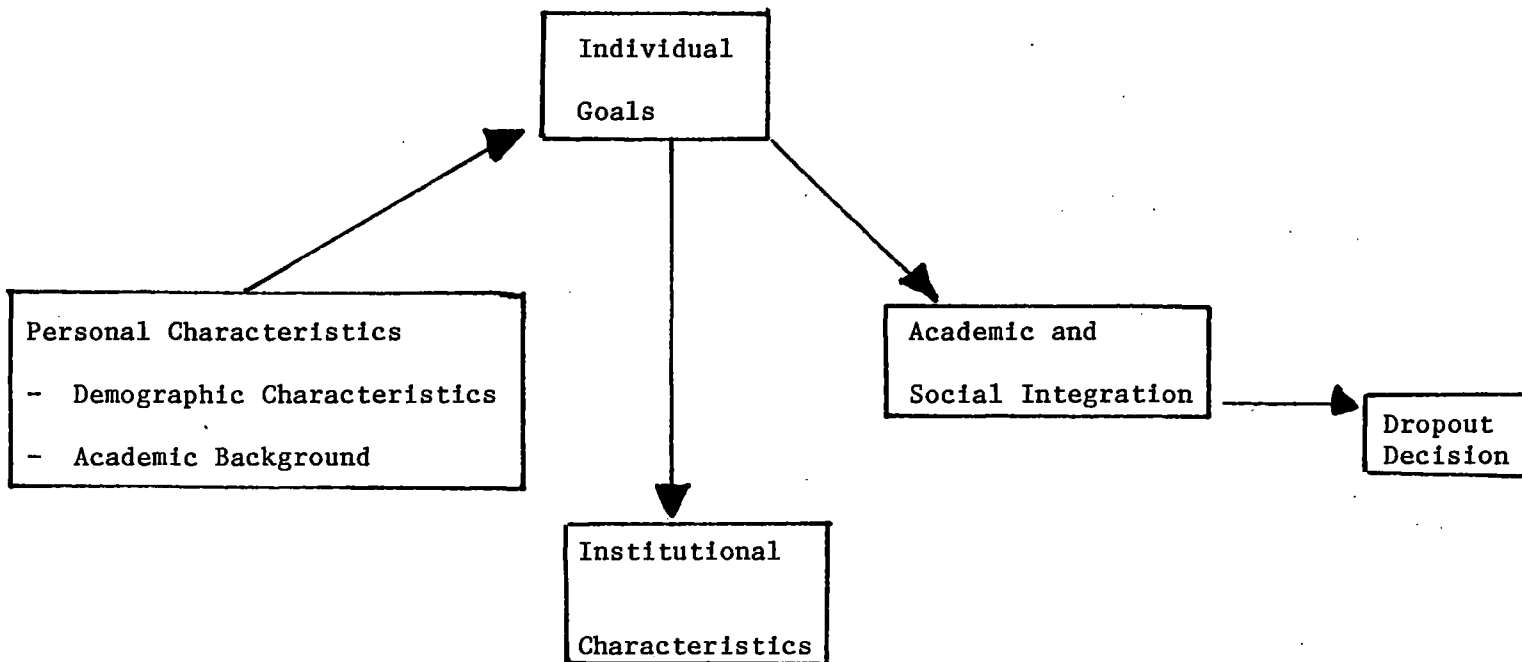 Individual
Goals
Personal Characteristics
- Demographic Characteristics
- Academic Background
Academic and
Social Integration
Dropout
Decision
Institutional
Characteristics